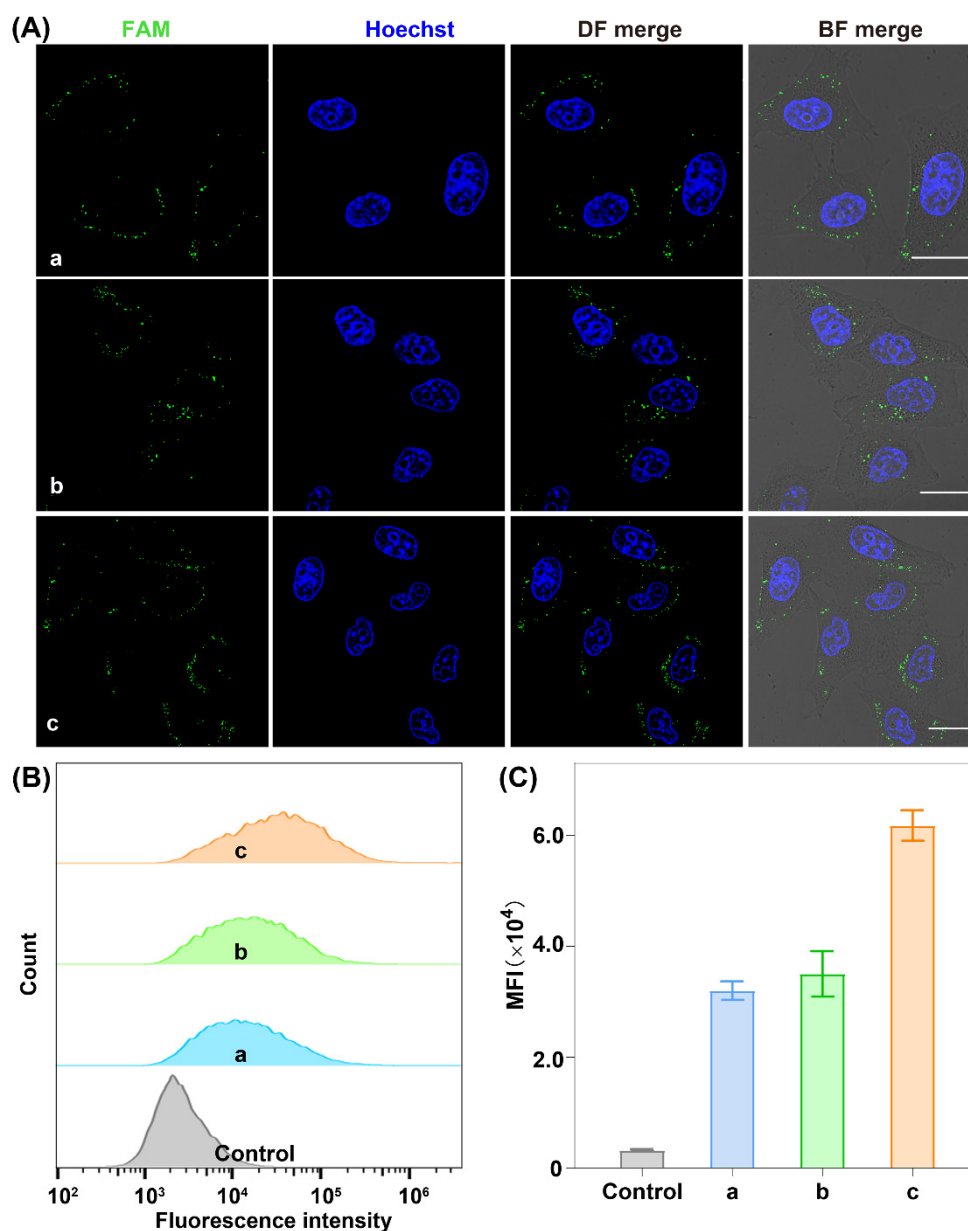 (A)
FAM Hoechst DF merge BF merge
a
b
c
(B)
c
b
a
Control
Count
10² 10³ 10⁴ 10⁵ 10⁶
Fluorescence intensity
(C)
MFI(×10⁴)
6.0
4.0
2.0
0
Control a b c